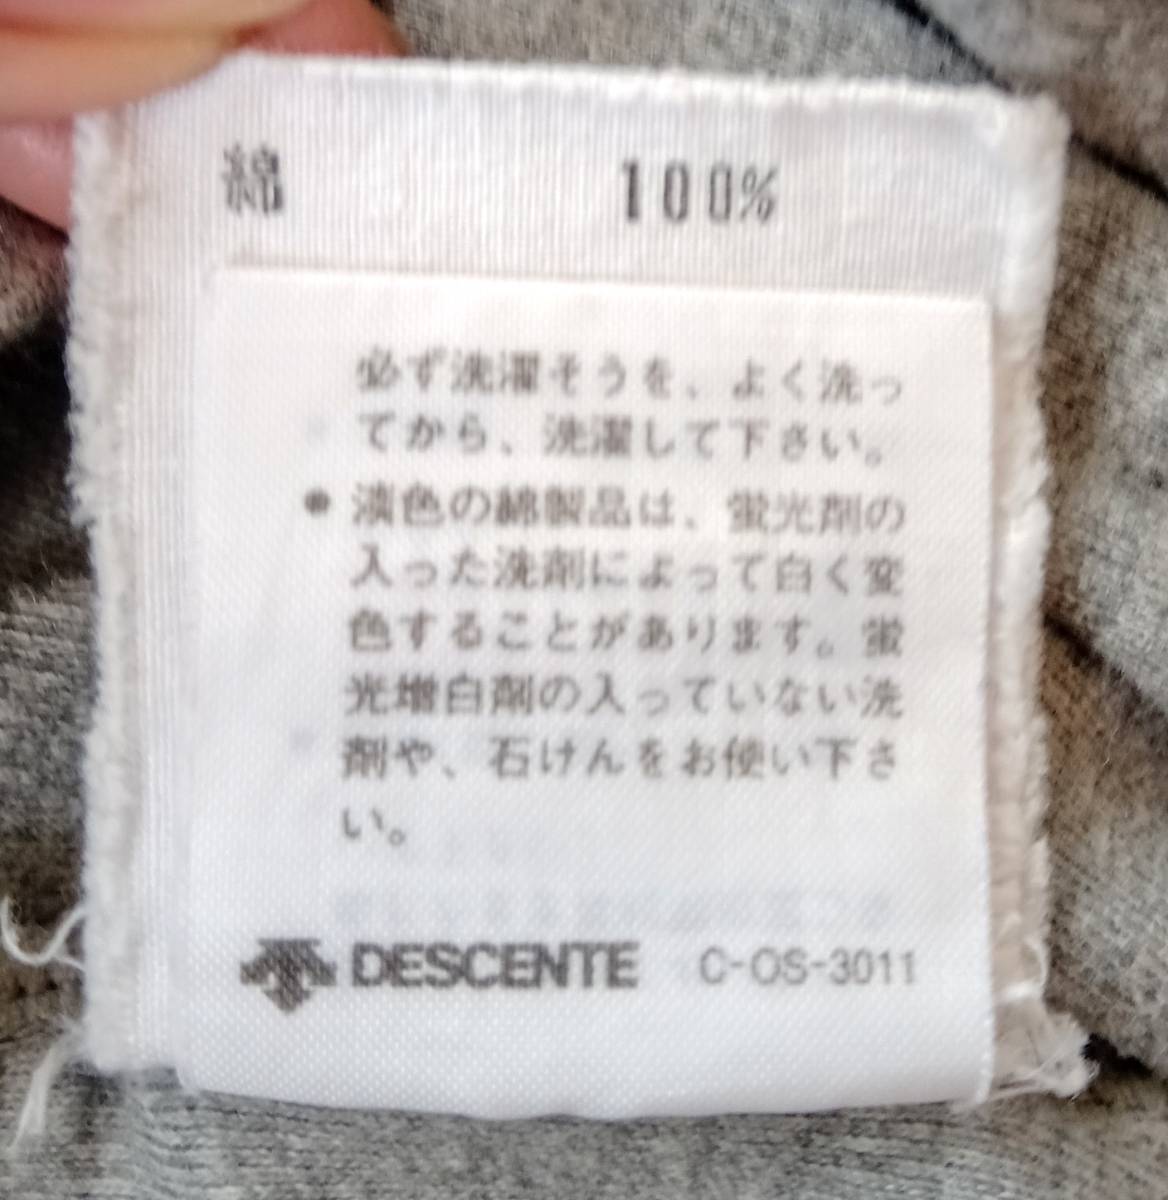 綿 100%
必ず洗濯そうを、よく洗っ
てから、洗濯して下さい。
● 淡色の綿製品は、蛍光剤の
入った洗剤によって白く変
色することがあります。蛍
光増白剤の入っていない洗
剤や、石けんをお使い下さ
い。
DESCENTE C-OS-3011